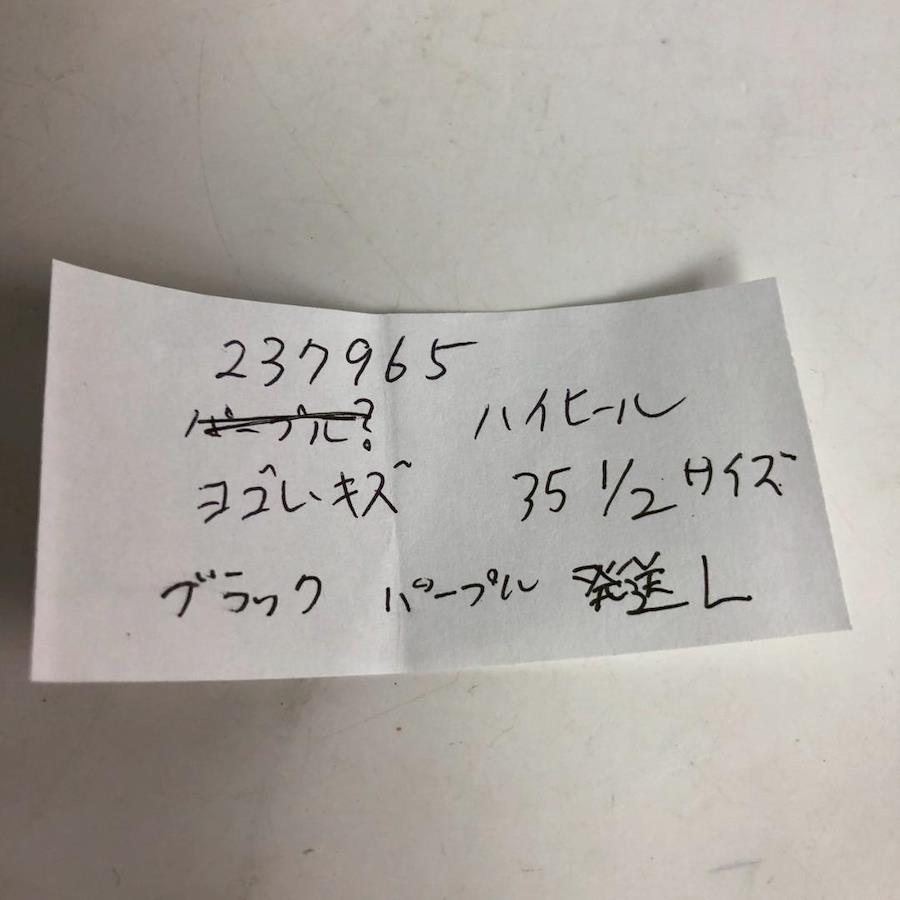 237965
パープル? ハイヒール
ヨゴレ・キズ 35 1/2 サイズ
ブラック パープル 発送L